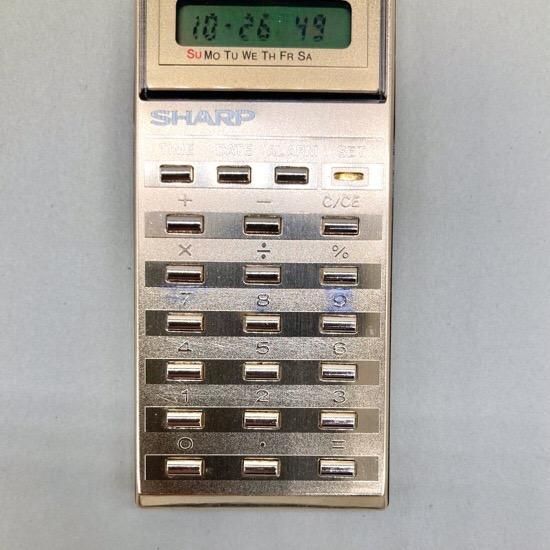 10-26 49
SU MO TU WE TH FR SA
SHARP
TIME DATE ALARM SET
+ − C/CE
× ÷ %
7 8 9
4 5 6
1 2 3
0 · =